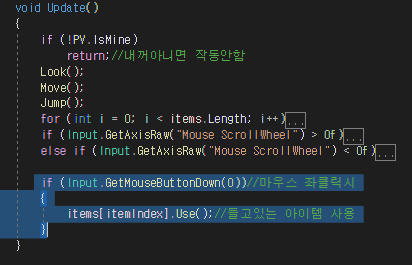 void Update()
{
if (!PV.IsMine)
return;//내꺼아니면 작동안함
Look();
Move();
Jump();
for (int i = 0; i < items.Length; i++)...
if (Input.GetAxisRaw("Mouse ScrollWheel") > 0f)...
else if (Input.GetAxisRaw("Mouse ScrollWheel") < 0f)...
if (Input.GetMouseButtonDown(0))//마우스 좌클릭시
{
items[itemIndex].Use();//들고있는 아이템 사용
}
}